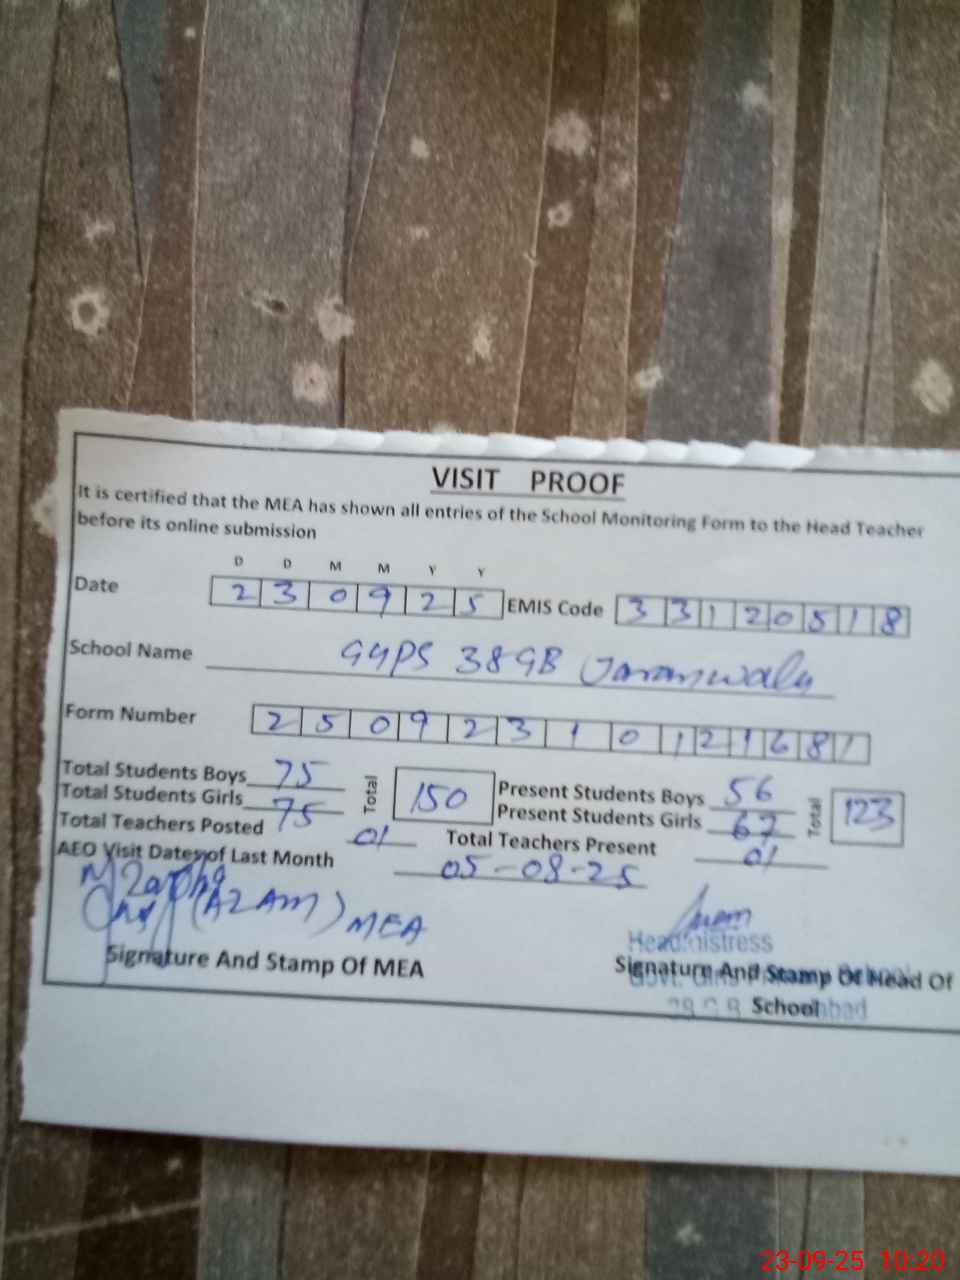 VISIT PROOF
It is certified that the MEA has shown all entries of the School Monitoring Form to the Head Teacher
before its online submission
D D M M Y Y
Date 2 3 0 9 2 5 EMIS Code 3 3 1 2 0 5 1 8
School Name GGPS 38GB Jaranwala
Form Number 2 5 0 9 2 3 1 0 1 2 1 6 8 1
Total Students Boys 75 Total 150 Present Students Boys 56 Total 123
Total Students Girls 75 Present Students Girls 67
Total Teachers Posted 01 Total Teachers Present 01
AEO Visit Dates of Last Month 05-08-25
(AZAM) MEA
Headmistress
Signature And Stamp Of MEA Signature And Stamp Of Head Of
Govt. Girls Primary School
School
23-09-25 10:20